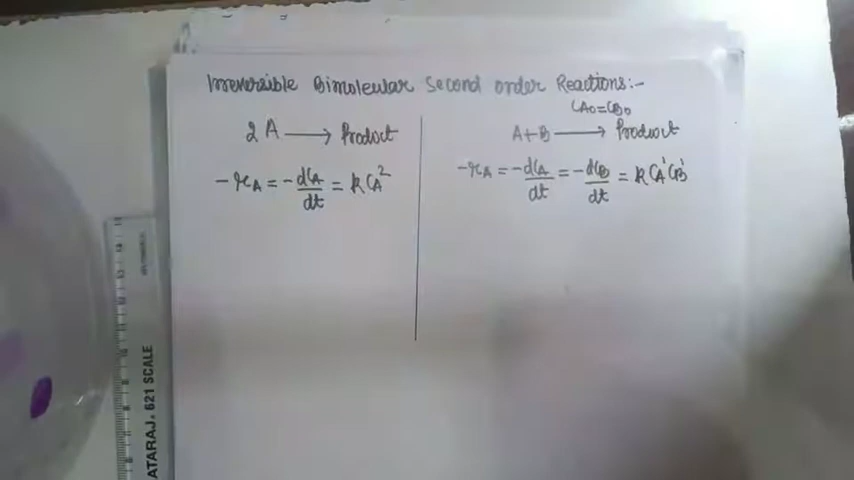 Irreversible Bimolecular Second order Reactions:-
2A ⟶ Product
-rA = -dCA/dt = kCA²
CA0=CB0
A+B ⟶ Product
-rA = -dCA/dt = -dCB/dt = kCA¹CB¹
ATARAJ. 621 SCALE